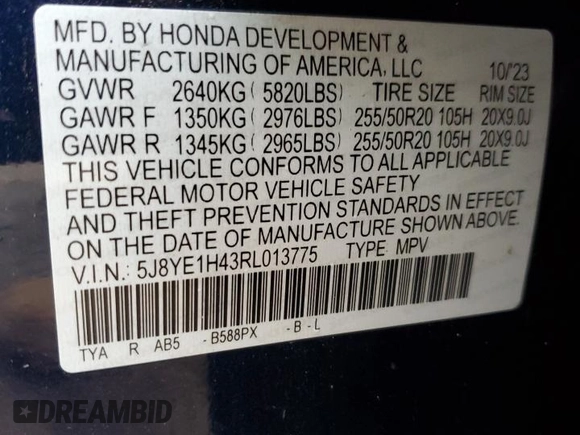 MFD. BY HONDA DEVELOPMENT &
MANUFACTURING OF AMERICA, LLC 10/'23
GVWR 2640KG (5820LBS) TIRE SIZE RIM SIZE
GAWR F 1350KG (2976LBS) 255/50R20 105H 20X9.0J
GAWR R 1345KG (2965LBS) 255/50R20 105H 20X9.0J
THIS VEHICLE CONFORMS TO ALL APPLICABLE
FEDERAL MOTOR VEHICLE SAFETY
AND THEFT PREVENTION STANDARDS IN EFFECT
ON THE DATE OF MANUFACTURE SHOWN ABOVE.
V.I.N.: 5J8YE1H43RL013775 TYPE: MPV
TYA R AB5 -B588PX -B-L
DREAMBID